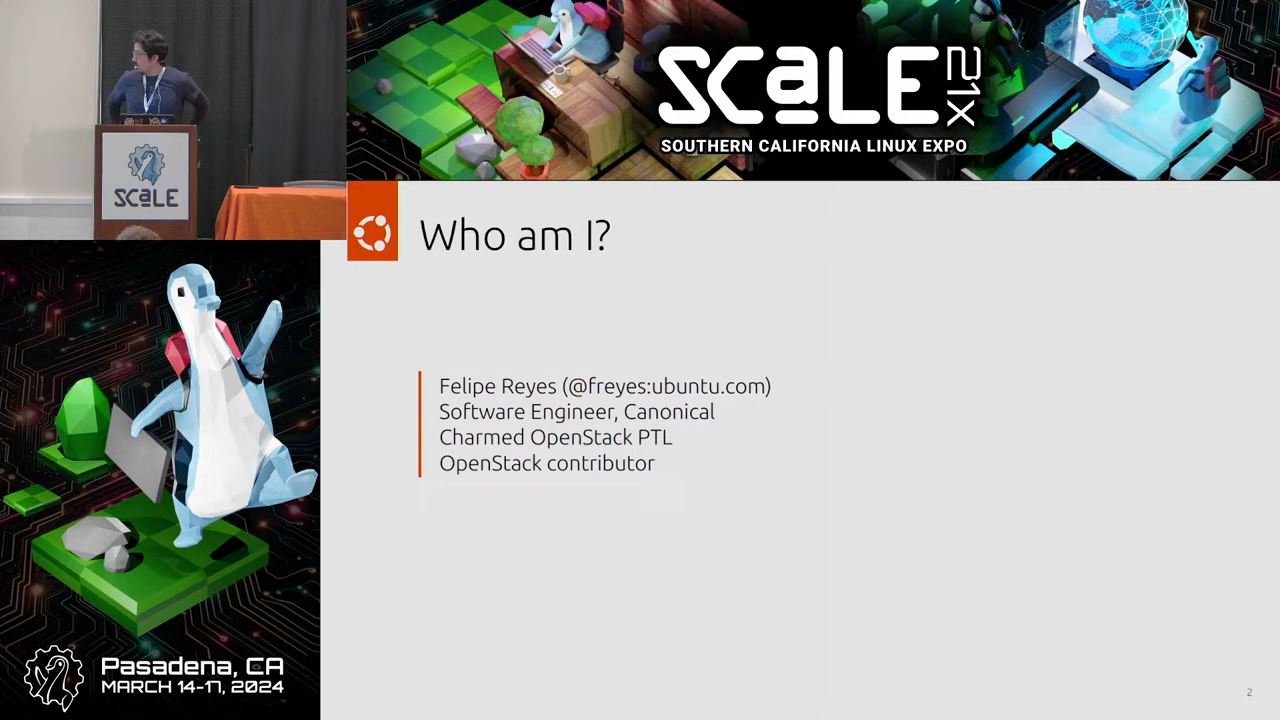 SCALE
SCALE 21X
SOUTHERN CALIFORNIA LINUX EXPO
Who am I?
Felipe Reyes (@freyes:ubuntu.com)
Software Engineer, Canonical
Charmed OpenStack PTL
OpenStack contributor
Pasadena, CA
MARCH 14-17, 2024
2